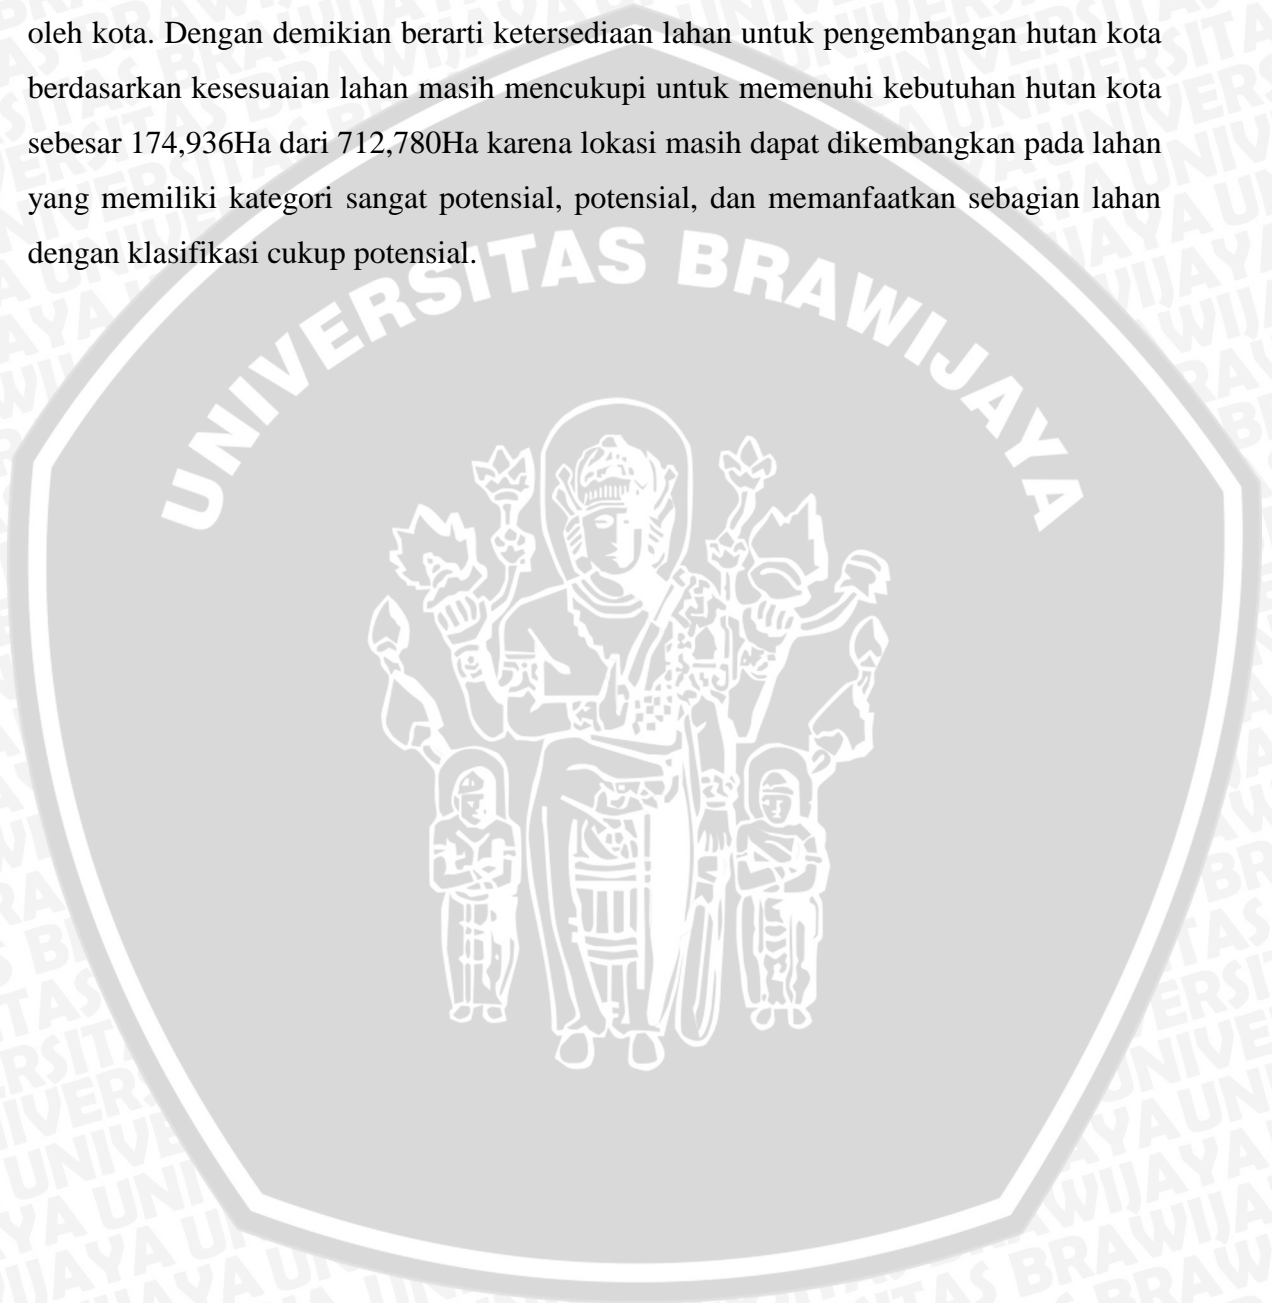 oleh kota. Dengan demikian berarti ketersediaan lahan untuk pengembangan hutan kota
berdasarkan kesesuaian lahan masih mencukupi untuk memenuhi kebutuhan hutan kota
sebesar 174,936Ha dari 712,780Ha karena lokasi masih dapat dikembangkan pada lahan
yang memiliki kategori sangat potensial, potensial, dan memanfaatkan sebagian lahan
dengan klasifikasi cukup potensial.
UNIVERSITAS BRAWIJAYA